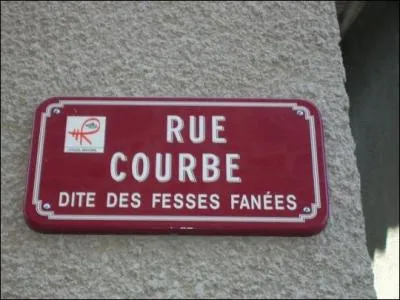 RUE
COURBE
DITE DES FESSES FANÉES